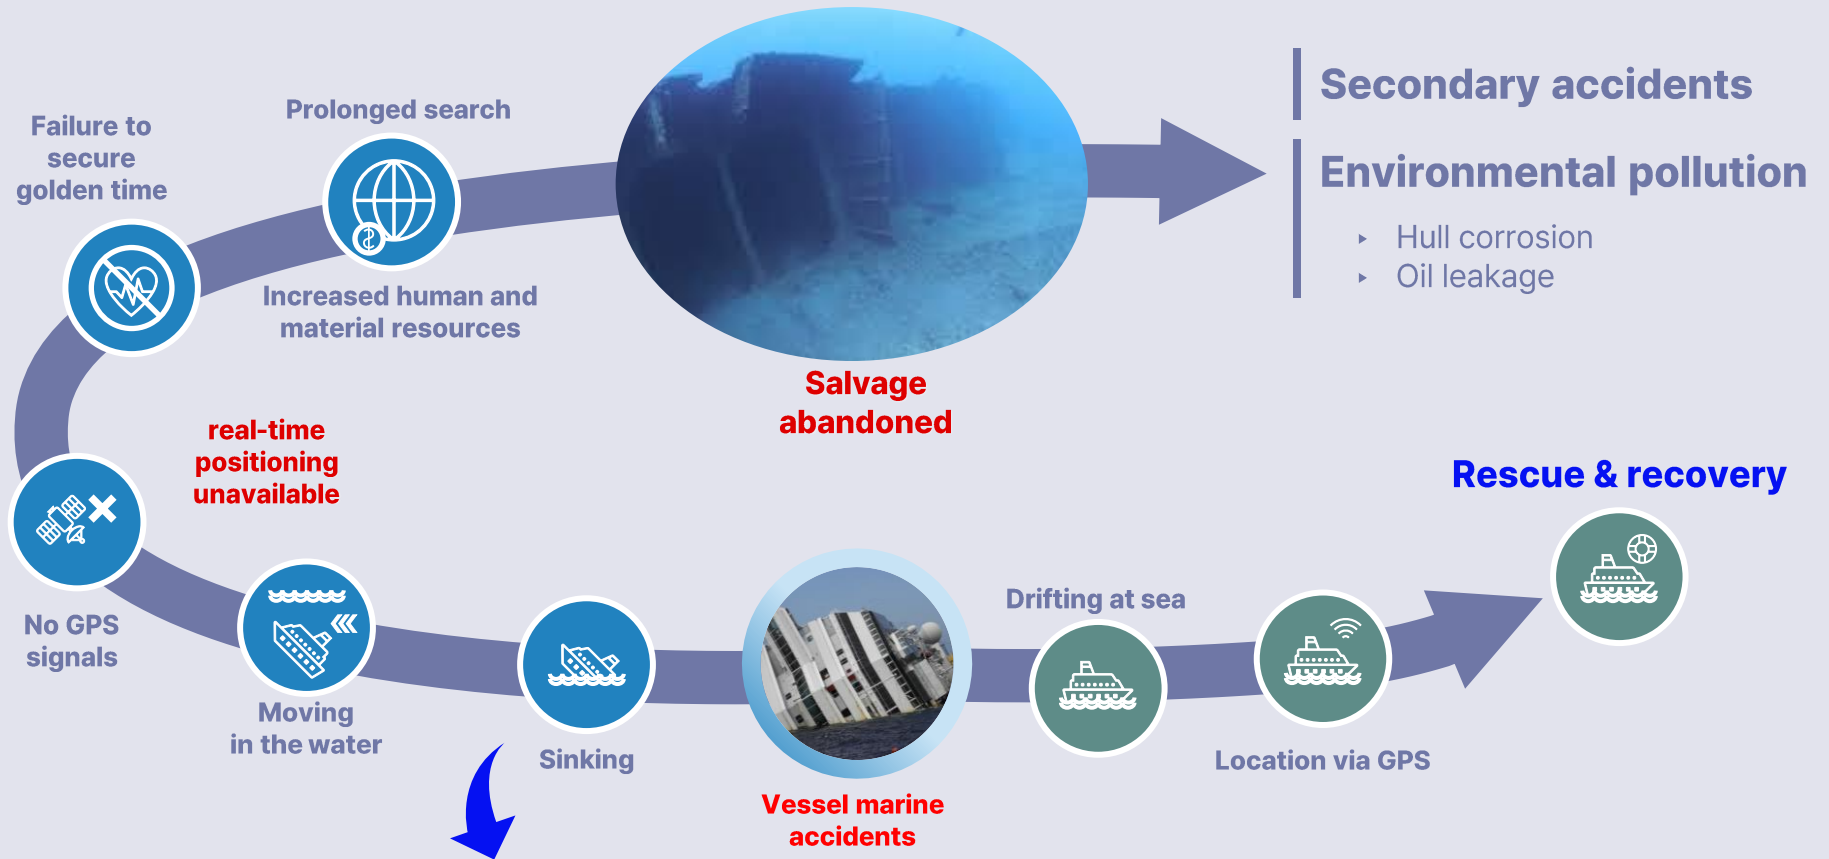 Secondary accidents
Environmental pollution
Hull corrosion
Oil leakage
Prolonged search
Failure to
secure
golden time
Increased human and
material resources
Salvage
abandoned
real-time
positioning
unavailable
Rescue & recovery
No GPS
signals
Moving
in the water
Sinking
Vessel marine
accidents
Drifting at sea
Location via GPS